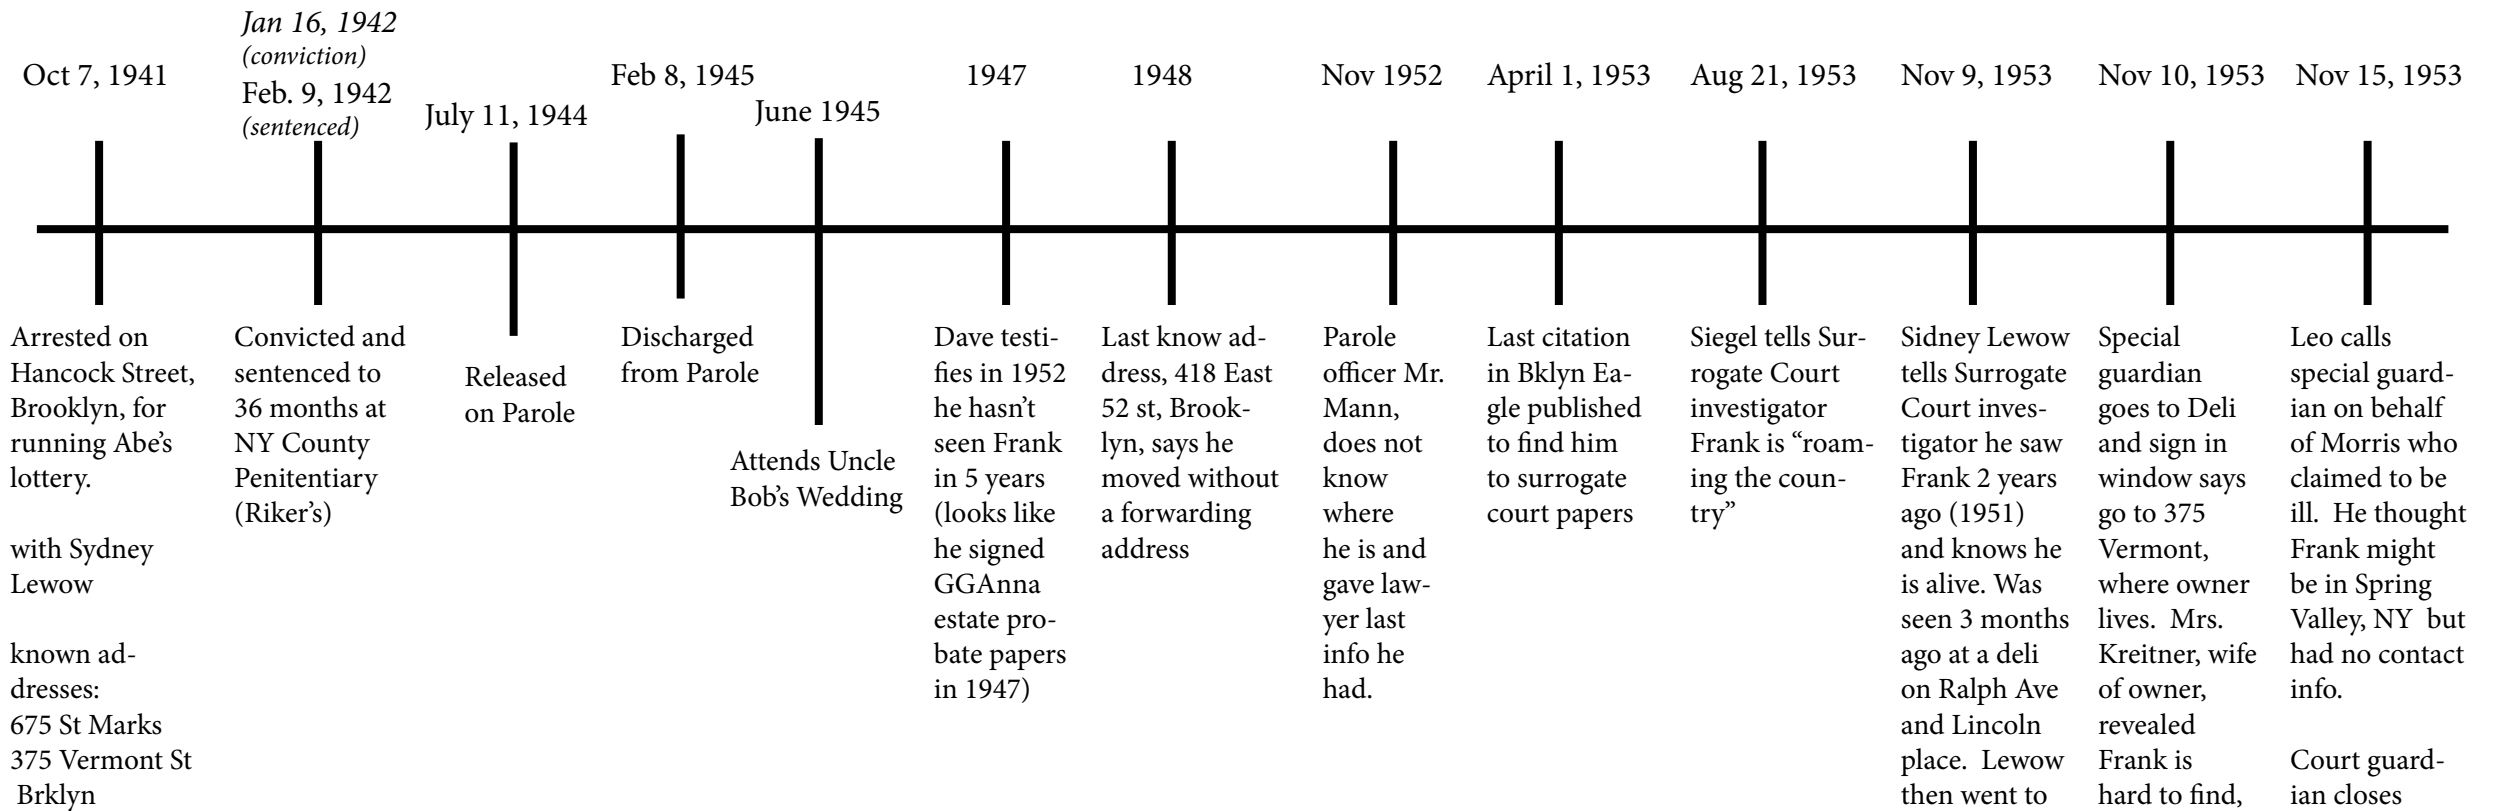 Oct 7, 1941
Arrested on
Hancock Street,
Brooklyn, for
running Abe’s
lottery.
with Sydney
Lewow
known ad-
dresses:
675 St Marks
375 Vermont St
Brklyn
Jan 16, 1942
(conviction)
Feb. 9, 1942
(sentenced)
Convicted and
sentenced to
36 months at
NY County
Penitentiary
(Riker’s)
July 11, 1944
Released
on Parole
Feb 8, 1945
Discharged
from Parole
June 1945
Attends Uncle
Bob’s Wedding
1947
Dave testi-
fies in 1952
he hasn’t
seen Frank
in 5 years
(looks like
he signed
GGAnna
estate pro-
bate papers
in 1947)
1948
Last know ad-
dress, 418 East
52 st, Brook-
lyn, says he
moved without
a forwarding
address
Nov 1952
Parole
officer Mr.
Mann,
does not
know
where
he is and
gave law-
yer last
info he
had.
April 1, 1953
Last citation
in Bklyn Ea-
gle published
to find him
to surrogate
court papers
Aug 21, 1953
Siegel tells Sur-
rogate Court
investigator
Frank is “roam-
ing the coun-
try”
Nov 9, 1953
Sidney Lewow
tells Surrogate
Court inves-
tigator he saw
Frank 2 years
ago (1951)
and knows he
is alive. Was
seen 3 months
ago at a deli
on Ralph Ave
and Lincoln
place.  Lewow
then went to
Nov 10, 1953
Special
guardian
goes to Deli
and sign in
window says
go to 375
Vermont,
where owner
lives.  Mrs.
Kreitner, wife
of owner,
revealed
Frank is
hard to find,
Nov 15, 1953
Leo calls
special guard-
ian on behalf
of Morris who
claimed to be
ill.  He thought
Frank might
be in Spring
Valley, NY  but
had no contact
info.
Court guard-
ian closes